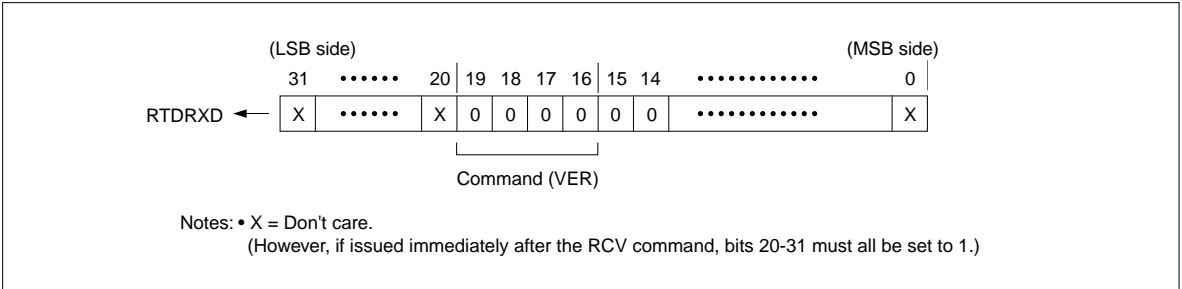 (LSB side) (MSB side)
31 •••••• 20 19 18 17 16 15 14 •••••••••••• 0
RTDRXD X •••••• X 0 0 0 0 0 0 •••••••••••• X
Command (VER)
Notes: • X = Don't care.
(However, if issued immediately after the RCV command, bits 20-31 must all be set to 1.)